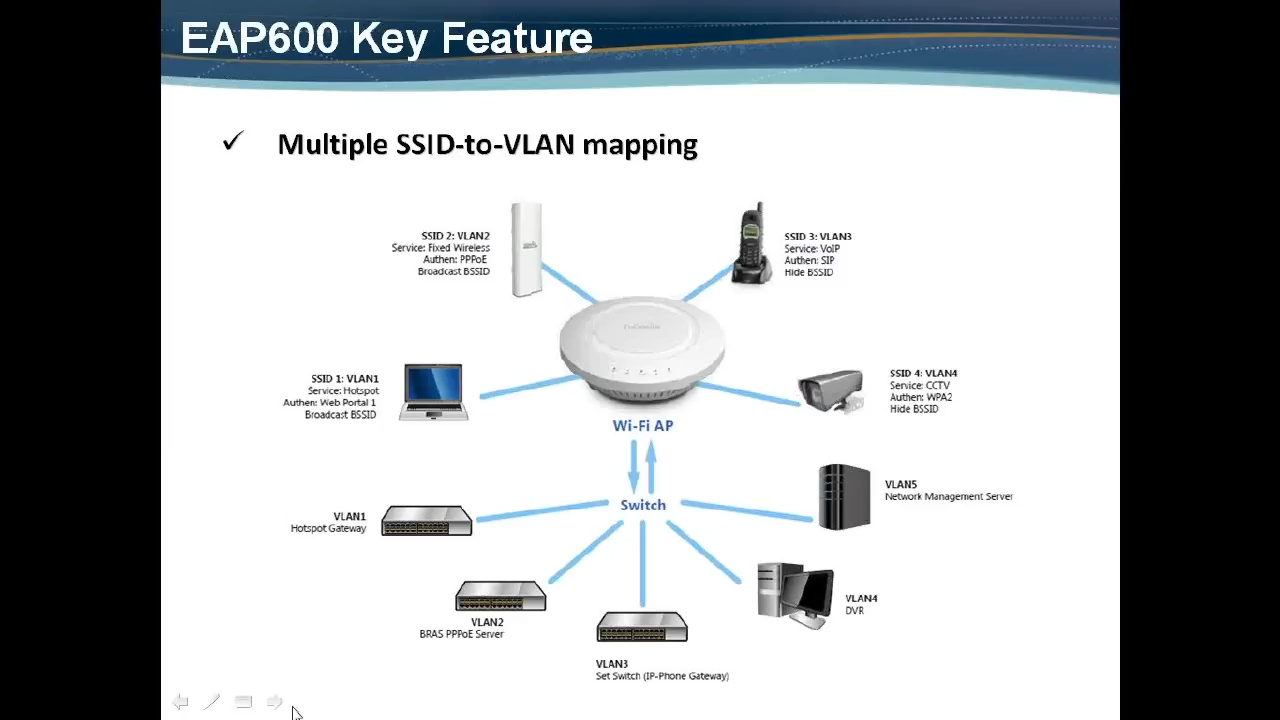 EAP600 Key Feature
✓ Multiple SSID-to-VLAN mapping
SSID 2: VLAN2
Service: Fixed Wireless
Authen: PPPoE
Broadcast BSSID
SSID 3: VLAN3
Service: VoIP
Authen: SIP
Hide BSSID
SSID 1: VLAN1
Service: Hotspot
Authen: Web Portal 1
Broadcast BSSID
SSID 4: VLAN4
Service: CCTV
Authen: WPA2
Hide BSSID
Wi-Fi AP
Switch
VLAN5
Network Management Server
VLAN1
Hotspot Gateway
VLAN4
DVR
VLAN2
BRAS PPPoE Server
VLAN3
Set Switch (IP-Phone Gateway)